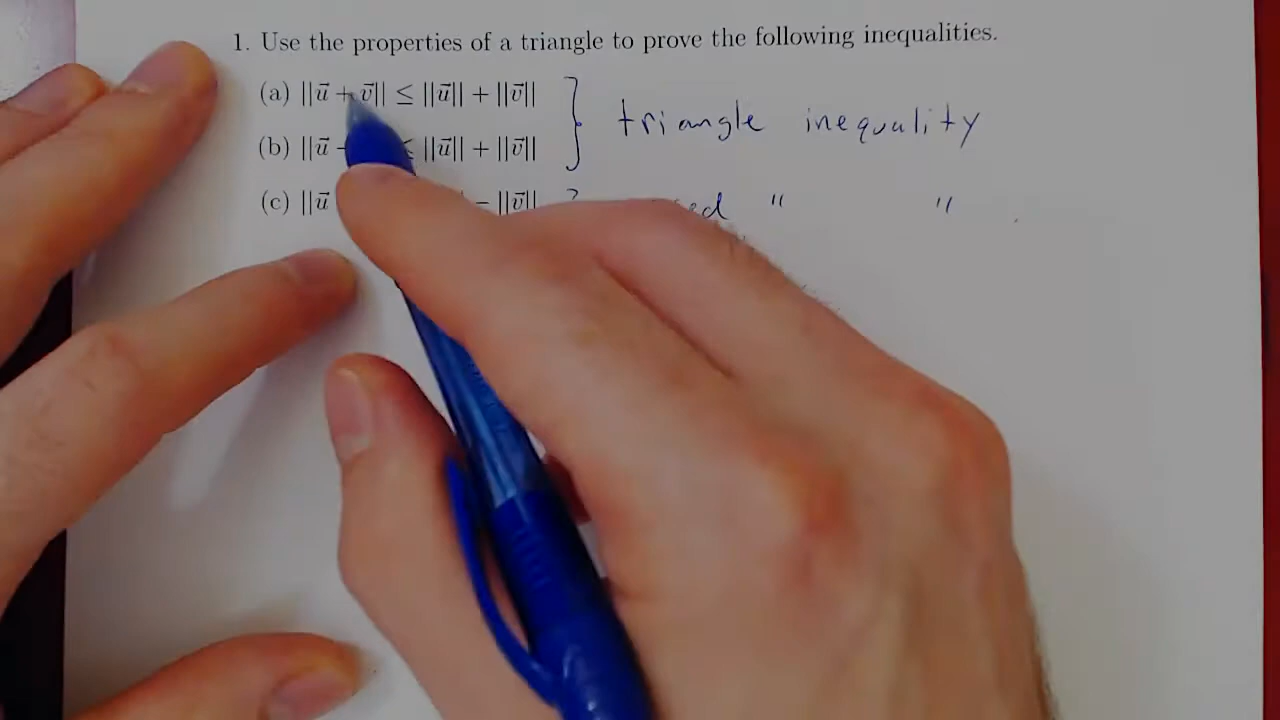 1. Use the properties of a triangle to prove the following inequalities.
(a) ||u⃗ + v⃗|| ≤ ||u⃗|| + ||v⃗|| } triangle inequality
(b) ||u⃗ - ≤ ||u⃗|| + ||v⃗||
(c) ||u⃗ - ||v⃗|| } " "